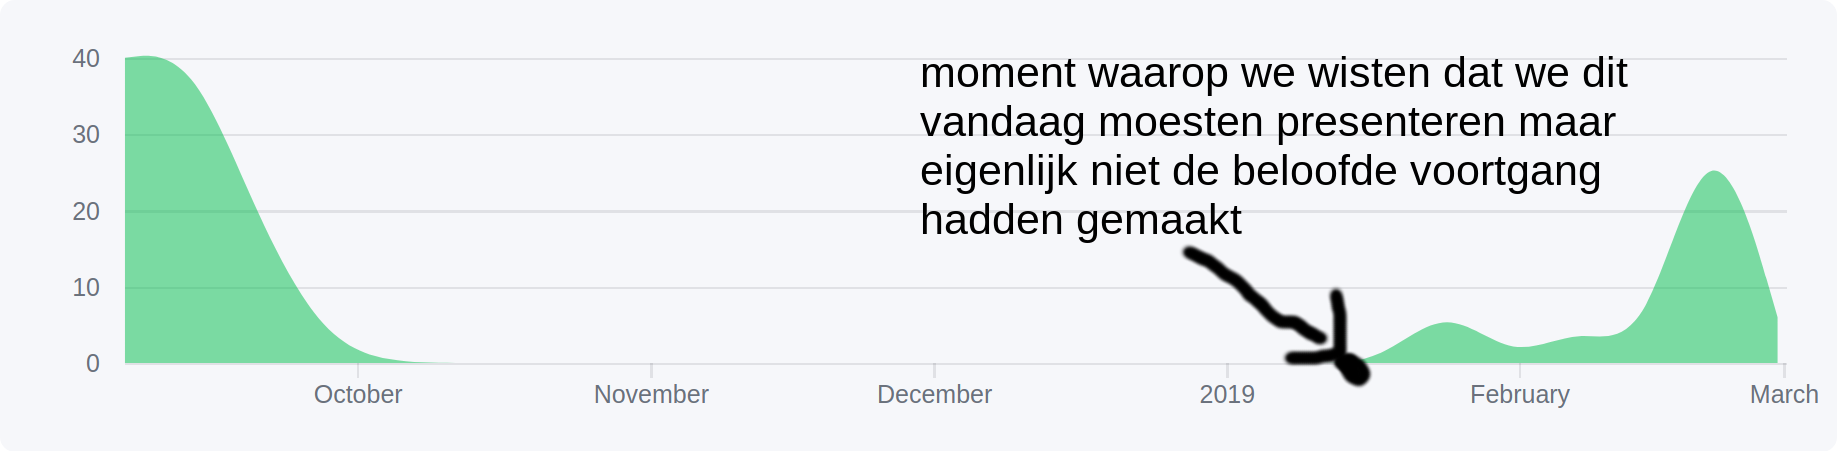 40
moment waarop we wisten dat we dit
vandaag moesten presenteren maar
30
eigenlijk niet de beloofde voortgang
20
hadden gemaakt
10
0
October November December 2019 February March